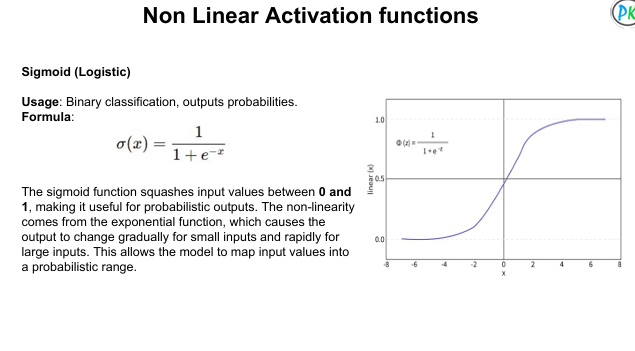 Non Linear Activation functions
PK
Sigmoid (Logistic)
Usage: Binary classification, outputs probabilities.
Formula:
σ(x) = 1 / (1 + e^{-x})
The sigmoid function squashes input values between 0 and
1, making it useful for probabilistic outputs. The non-linearity
comes from the exponential function, which causes the
output to change gradually for small inputs and rapidly for
large inputs. This allows the model to map input values into
a probabilistic range.
1.0
0.5
0.0
linear (x)
Φ(z) = 1 / (1+e^{-z})
-8 -6 -4 -2 0 2 4 6 8
x